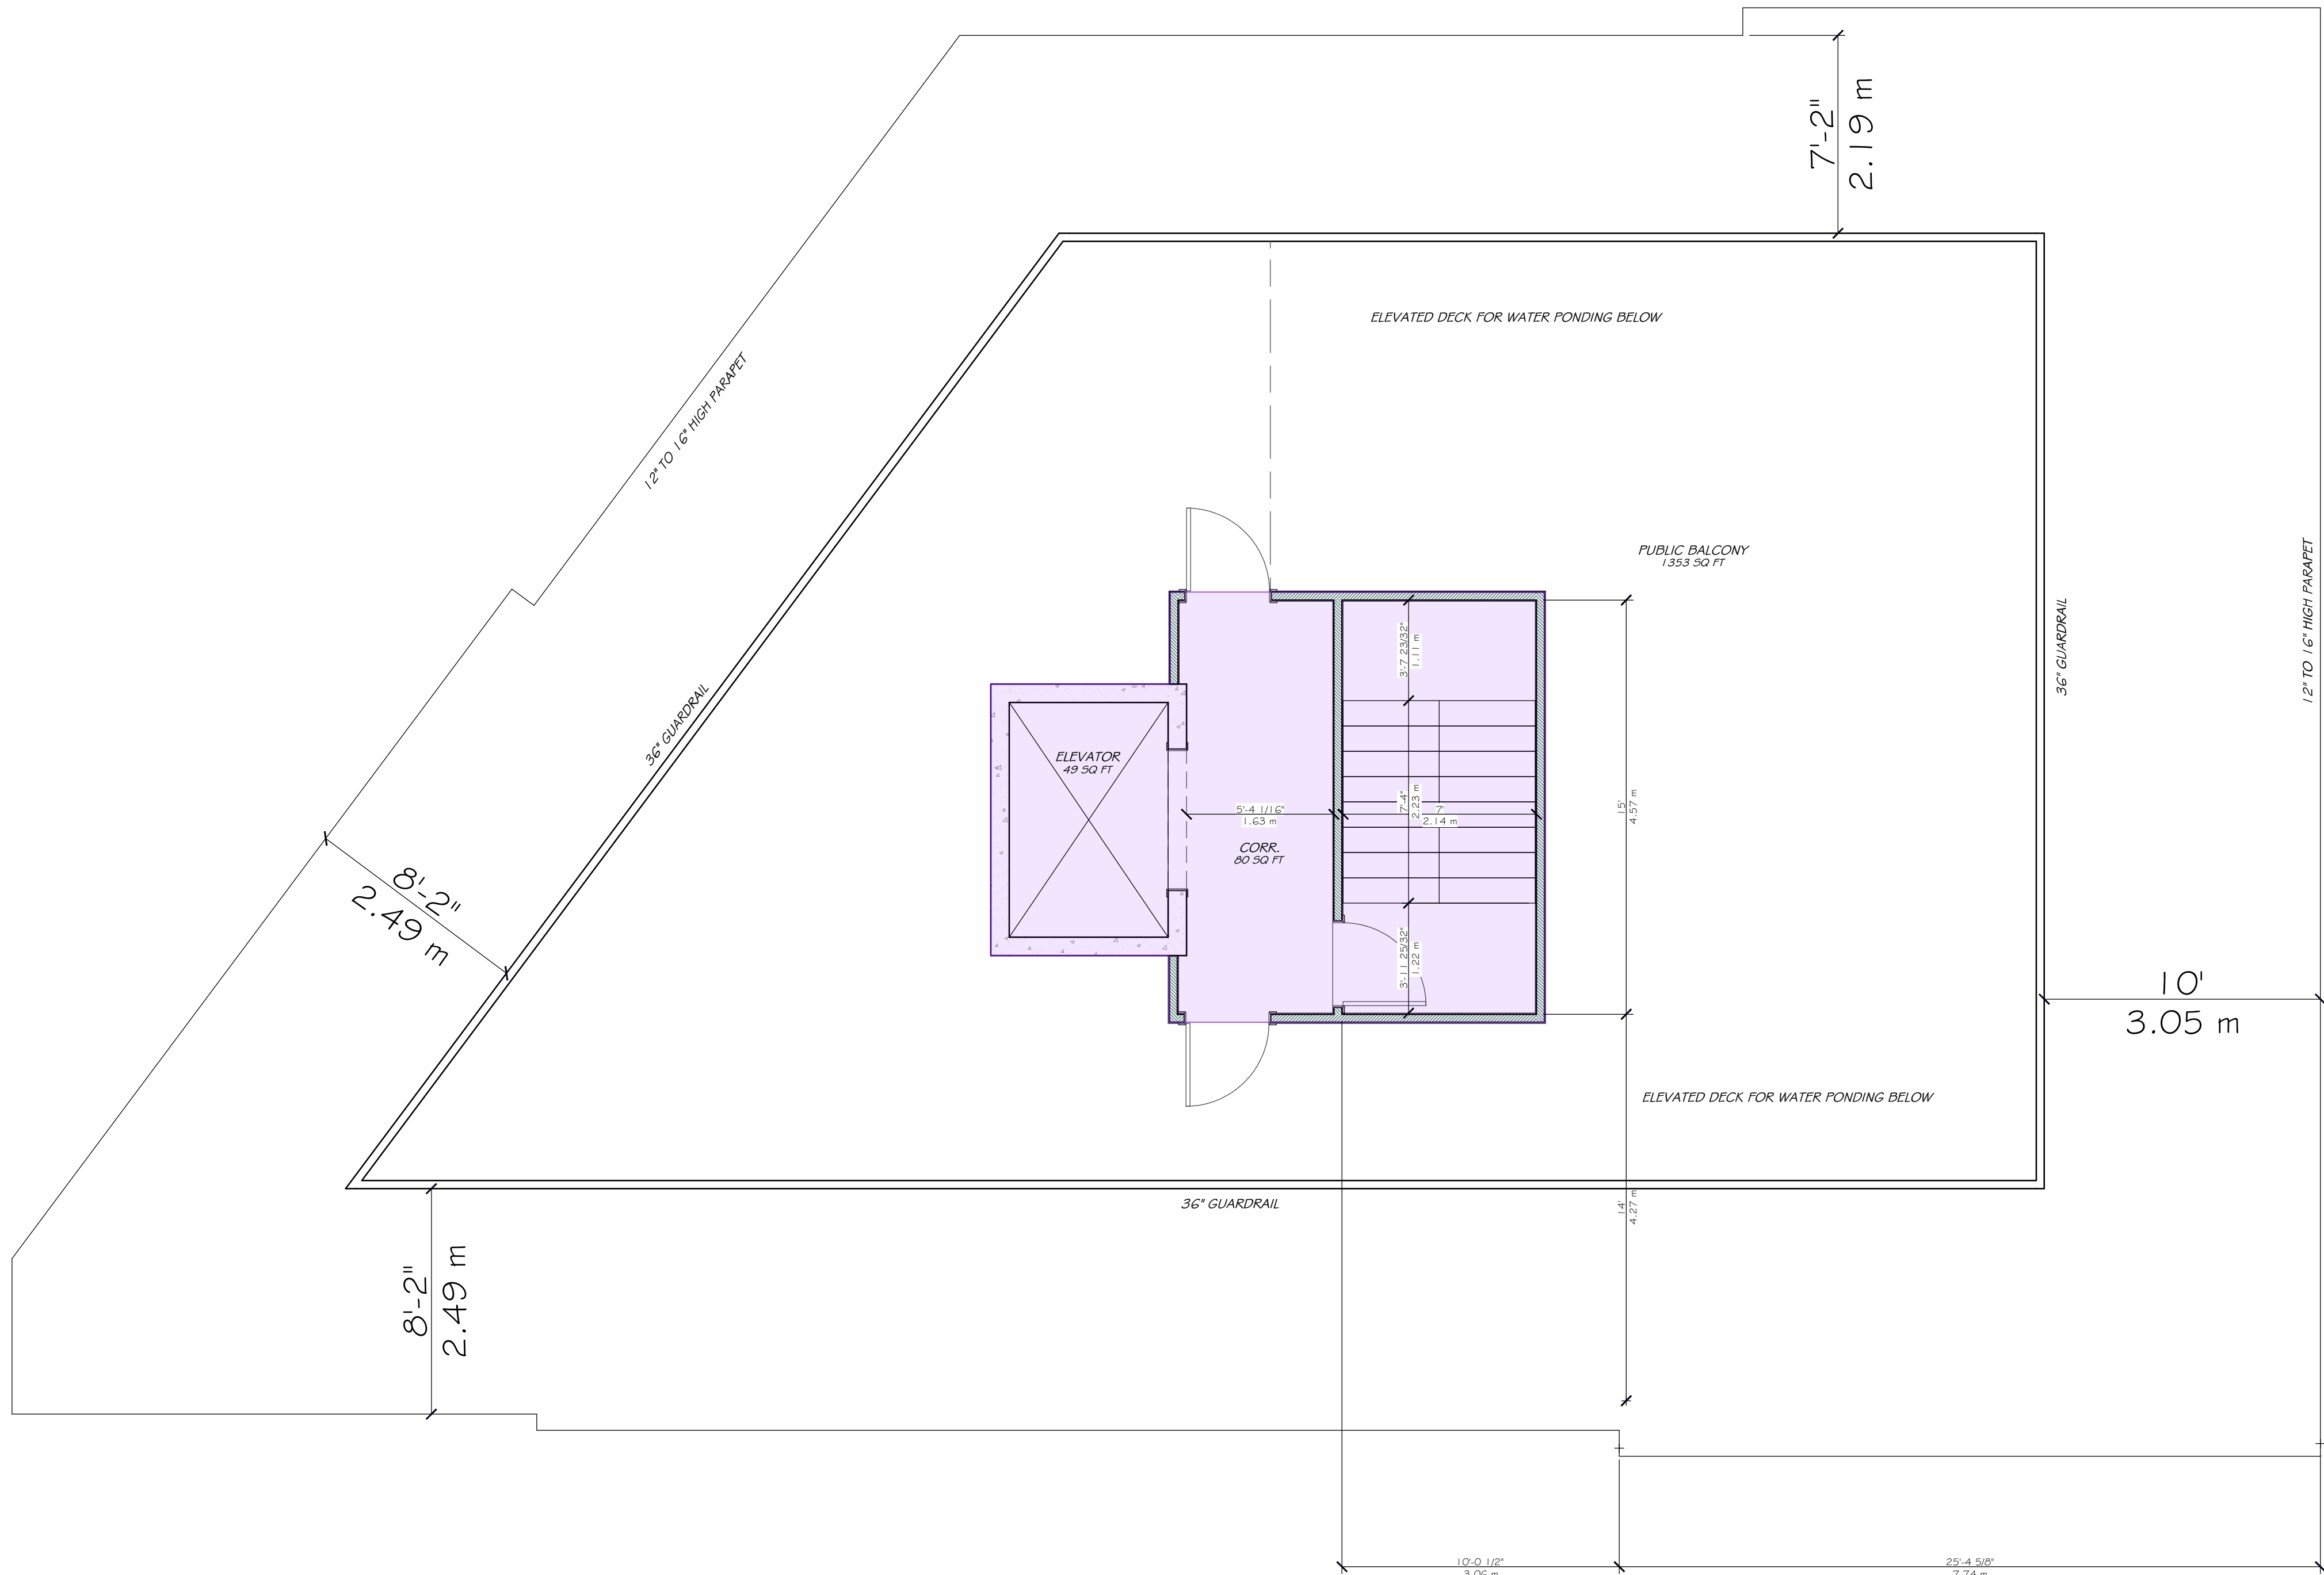 7'-2"
2.19 m
ELEVATED DECK FOR WATER PONDING BELOW
12" TO 16" HIGH PARAPET
PUBLIC BALCONY
1353 SQ FT
12" TO 16" HIGH PARAPET
36" GUARDRAIL
3'-7 23/32"
1.11 m
36" GUARDRAIL
ELEVATOR
49 SQ FT
5'-4 1/16"
1.63 m
7'-4"
2.23 m
7'
2.14 m
15'
4.57 m
CORR.
80 SQ FT
8'-2"
2.49 m
3'-11 25/32"
1.22 m
10'
3.05 m
ELEVATED DECK FOR WATER PONDING BELOW
36" GUARDRAIL
14'
4.27 m
8'-2"
2.49 m
10'-0 1/2"
3.06 m
25'-4 5/8"
7.74 m